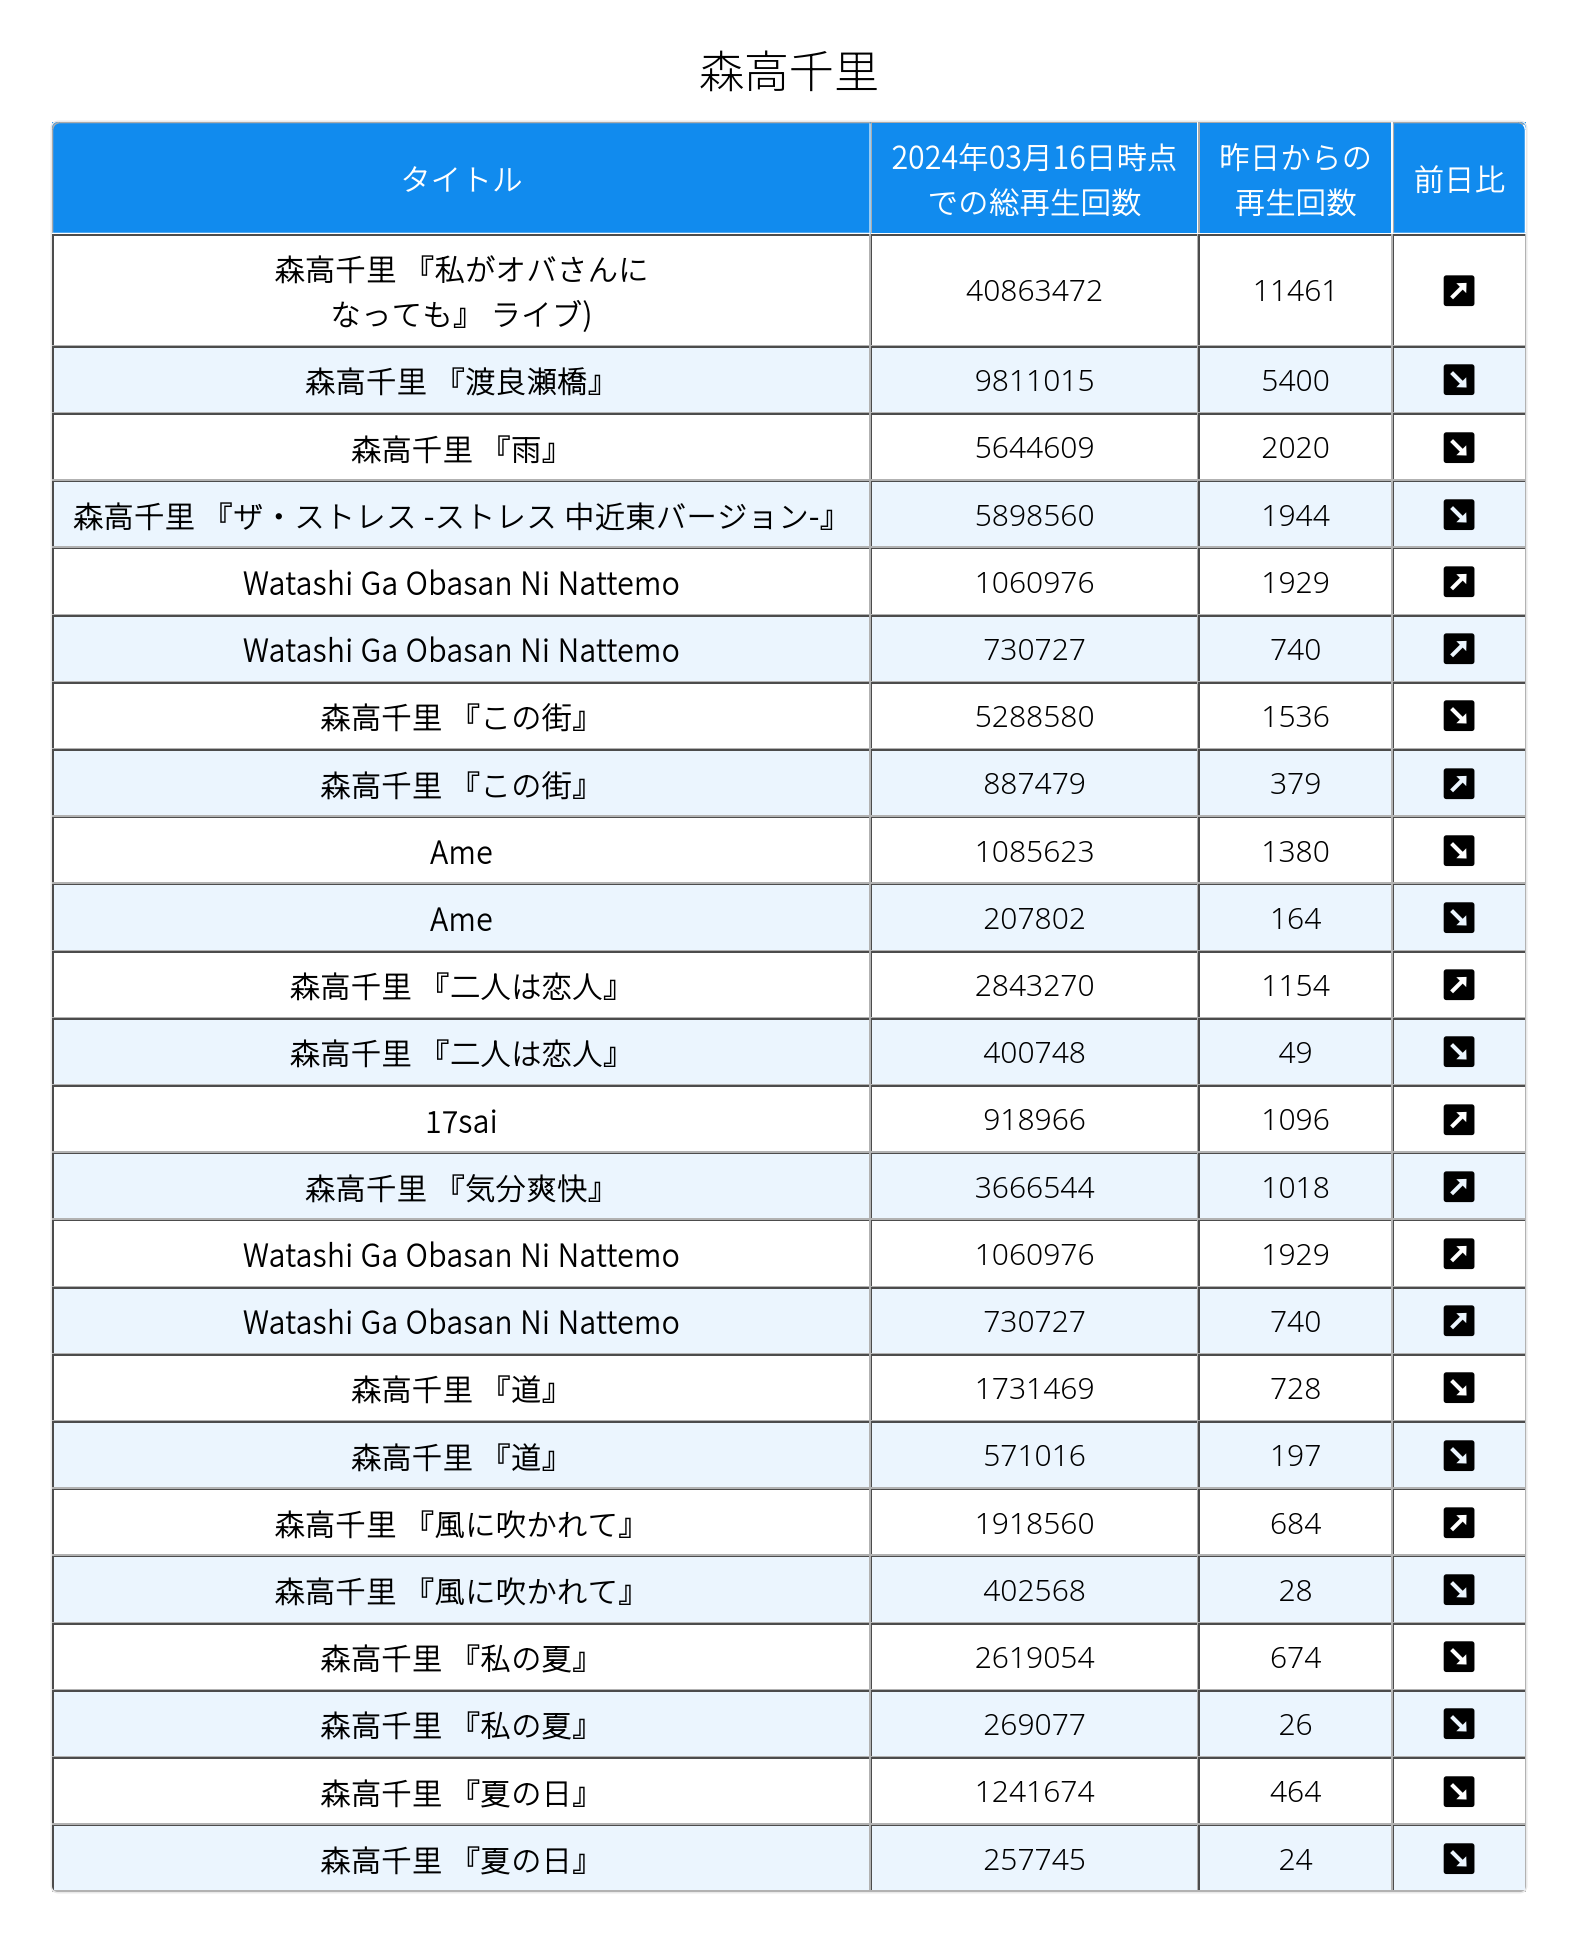 森高千里
タイトル 2024年03月16日時点 昨日からの 前日比
での総再生回数 再生回数
森高千里 『私がオバさんに
なっても』 ライブ) 40863472 11461
森高千里 『渡良瀬橋』 9811015 5400
森高千里 『雨』 5644609 2020
森高千里 『ザ・ストレス -ストレス 中近東バージョン-』 5898560 1944
Watashi Ga Obasan Ni Nattemo 1060976 1929
Watashi Ga Obasan Ni Nattemo 730727 740
森高千里 『この街』 5288580 1536
森高千里 『この街』 887479 379
Ame 1085623 1380
Ame 207802 164
森高千里 『二人は恋人』 2843270 1154
森高千里 『二人は恋人』 400748 49
17sai 918966 1096
森高千里 『気分爽快』 3666544 1018
Watashi Ga Obasan Ni Nattemo 1060976 1929
Watashi Ga Obasan Ni Nattemo 730727 740
森高千里 『道』 1731469 728
森高千里 『道』 571016 197
森高千里 『風に吹かれて』 1918560 684
森高千里 『風に吹かれて』 402568 28
森高千里 『私の夏』 2619054 674
森高千里 『私の夏』 269077 26
森高千里 『夏の日』 1241674 464
森高千里 『夏の日』 257745 24